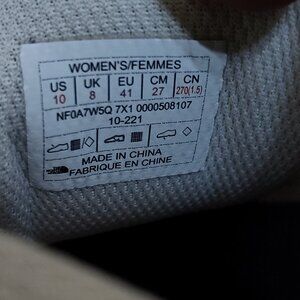 WOMEN'S/FEMMES
US UK EU CM CN
10 8 41 27 270(1.5)
NF0A7W5Q 7X1 0000508107
10-221
MADE IN CHINA
FABRIQUÉ EN CHINE